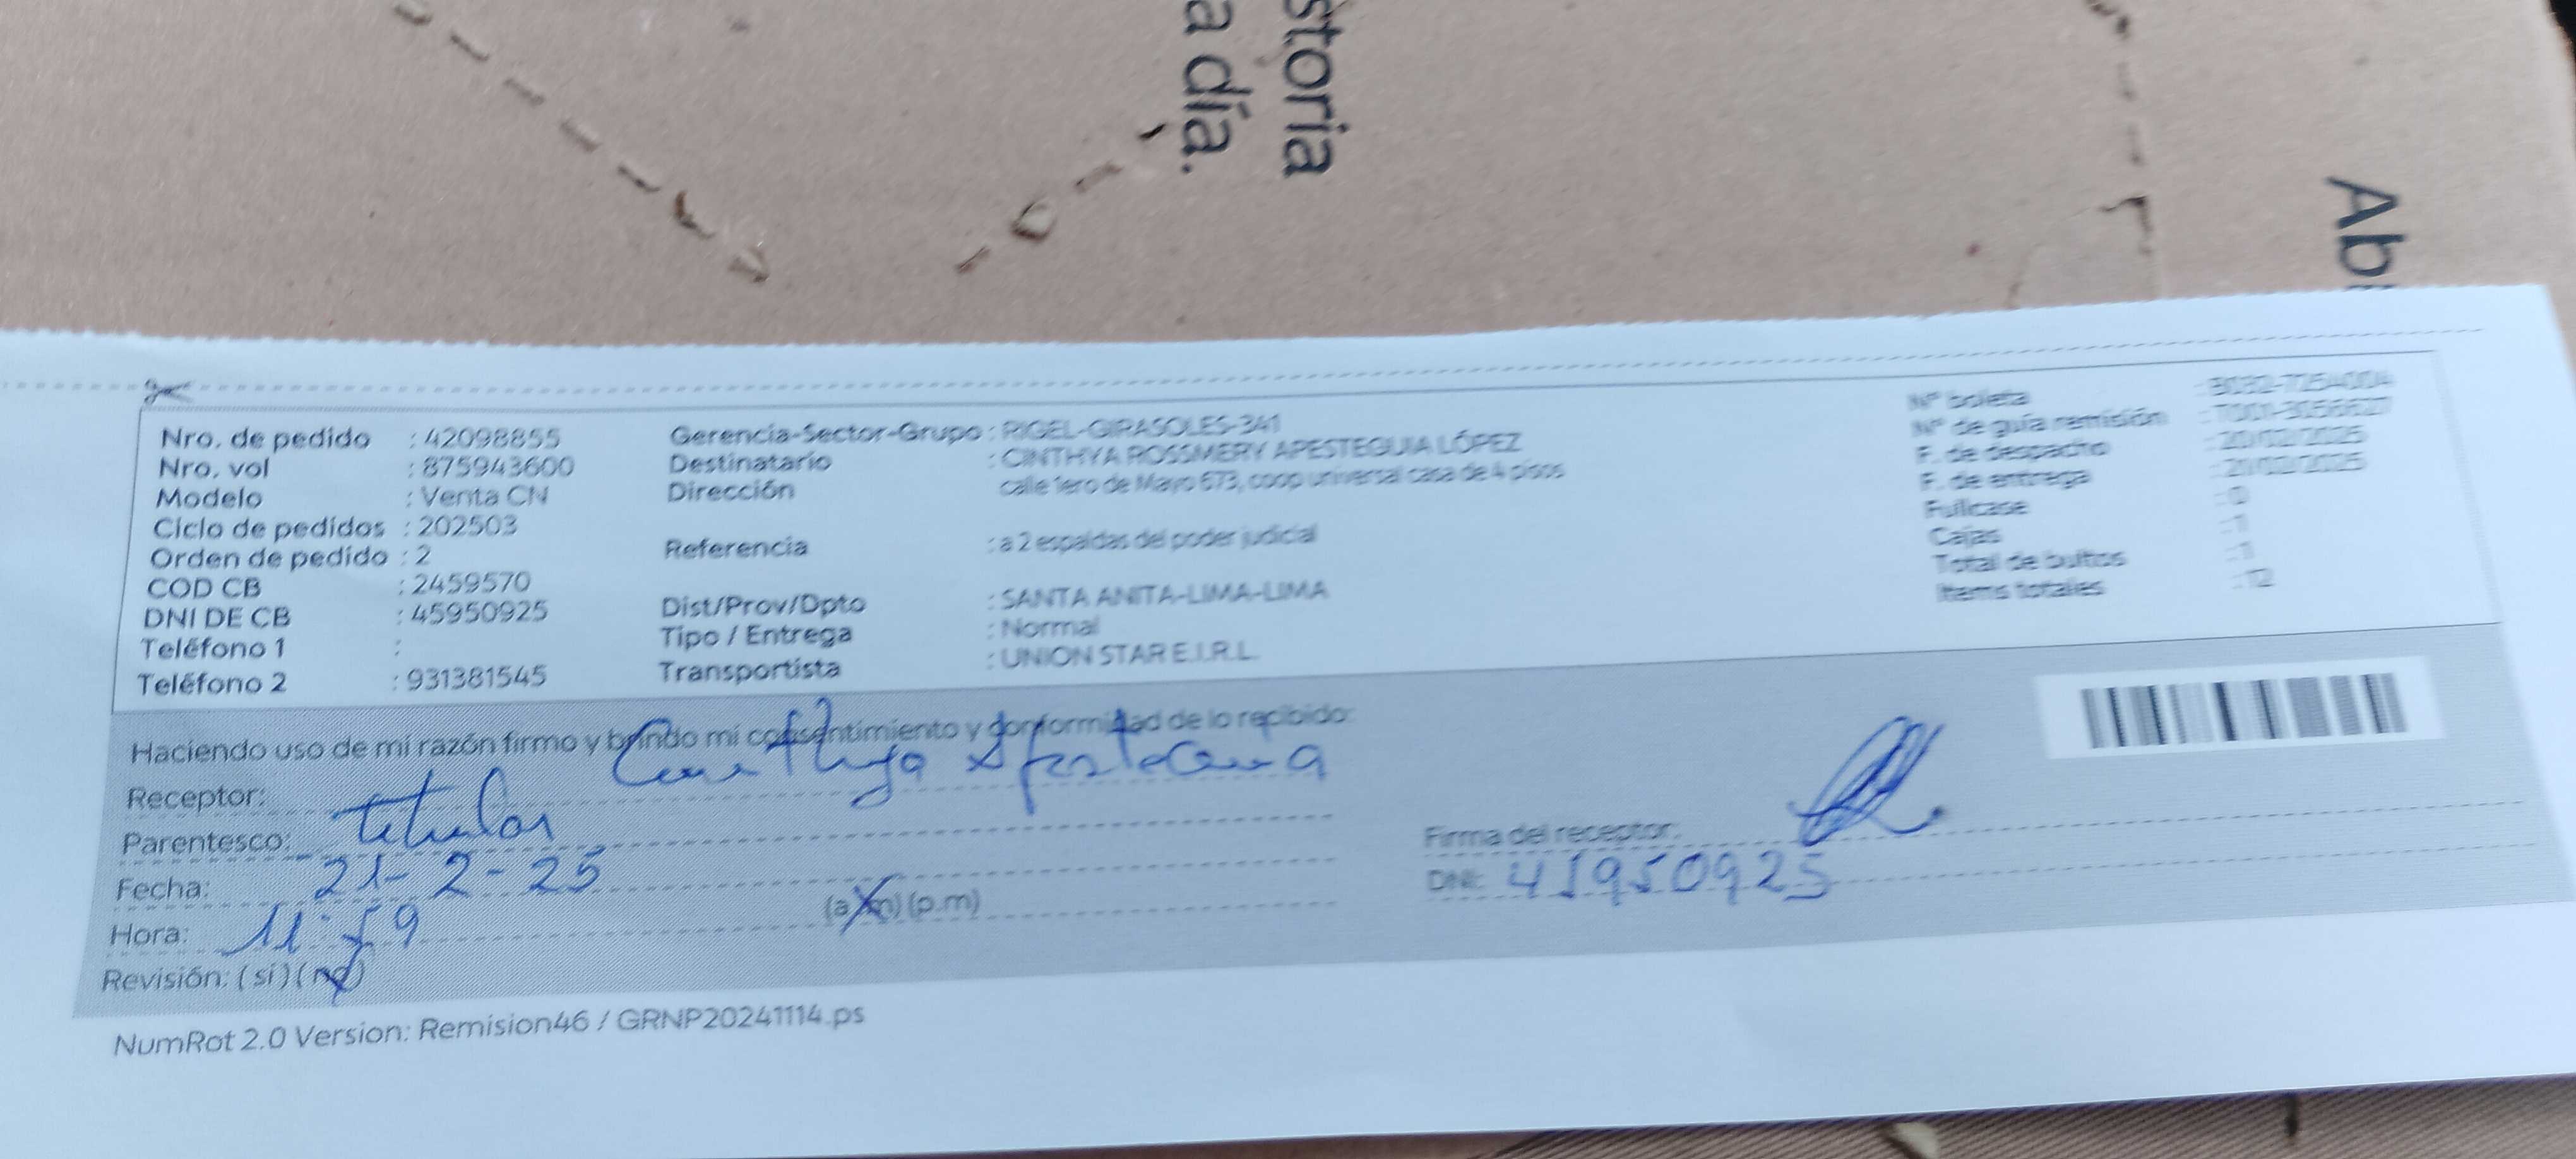 storia
a día.
Ab
Nro. de pedido : 42098855
Nro. vol : 875943600
Modelo : Venta CN
Ciclo de pedidos : 202503
Orden de pedido : 2
COD CB : 2459570
DNI DE CB : 45950925
Teléfono 1 :
Teléfono 2 : 931381545
Gerencia-Sector-Grupo : RIGEL-GIRASOLES-341
Destinatario : CINTHYA ROSSMERY APESTEGUIA LÓPEZ
Dirección calle 1ero de Mayo 673, coop universal casa de 4 pisos
Referencia : a 2 espaldas del poder judicial
Dist/Prov/Dpto : SANTA ANITA-LIMA-LIMA
Tipo / Entrega : Normal
Transportista : UNION STAR E.I.R.L.
Nº boleta
Nº de guía remisión
F. de despacho : 20/02/2025
F. de entrega : 21/02/2025
Fullcase : 0
Cajas : 1
Total de bultos : 1
Items totales : 12
Haciendo uso de mi razón firmo y brindo mi consentimiento y conformidad de lo recibido:
Receptor:
Parentesco: titular
Fecha: 21-2-25
Hora: 11:59 (a.m) (p.m)
Revisión: (si) (no)
Firma del receptor:
DNI: 41950925
NumRot 2.0 Version: Remision46 / GRNP20241114.ps